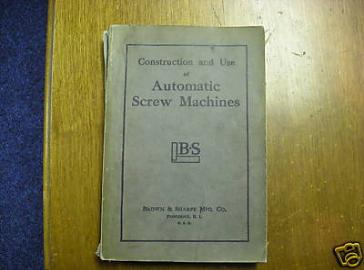 Construction and Use
of
Automatic
Screw Machines
B&S
Brown & Sharpe Mfg. Co.
Providence, R. I.
U. S. A.